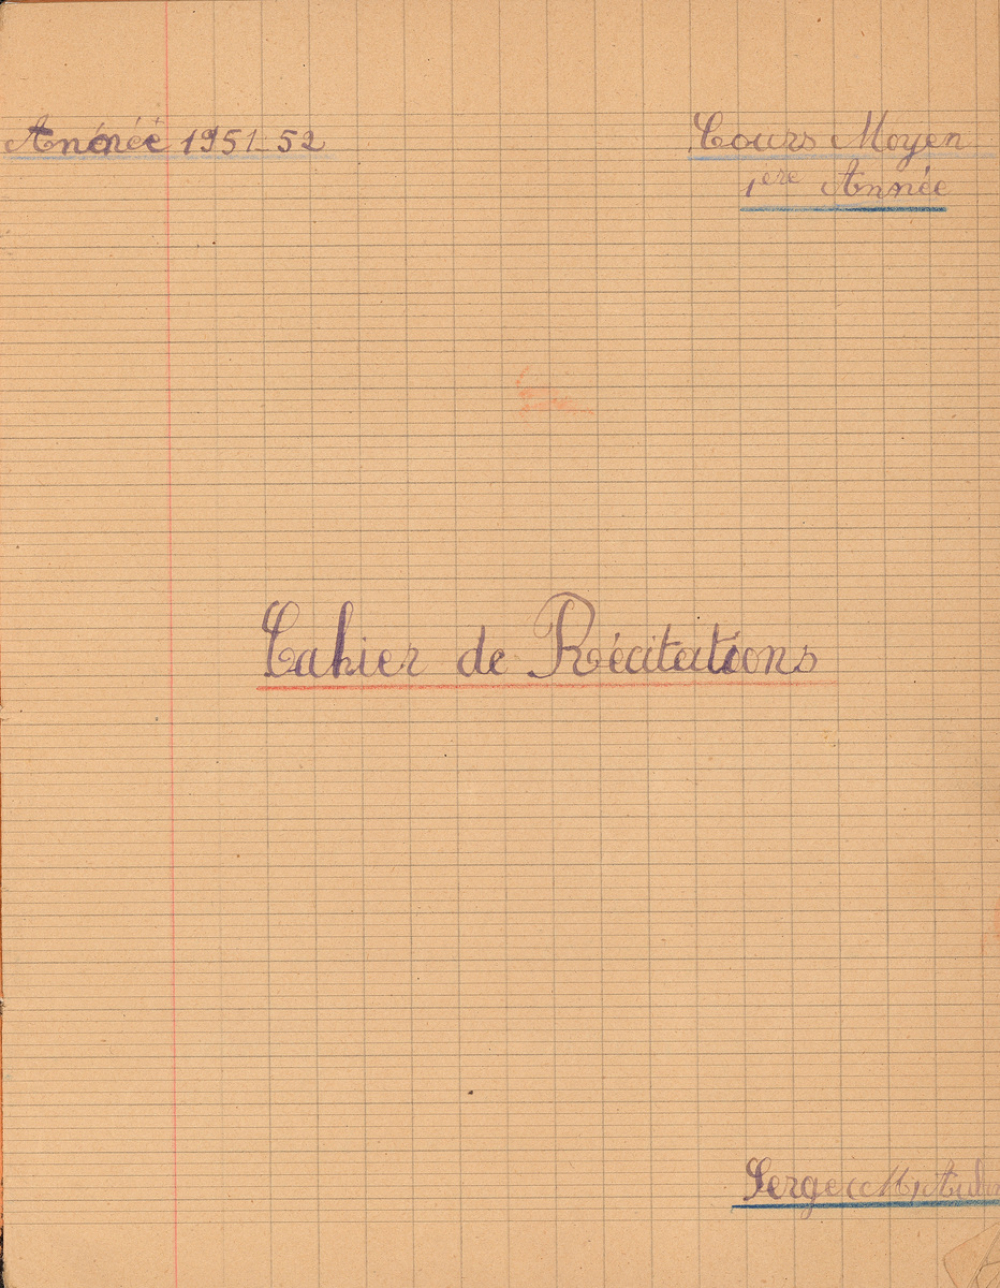 Année 1951-52
Cours Moyen
1ère Année
Cahier de Récitations
Serge